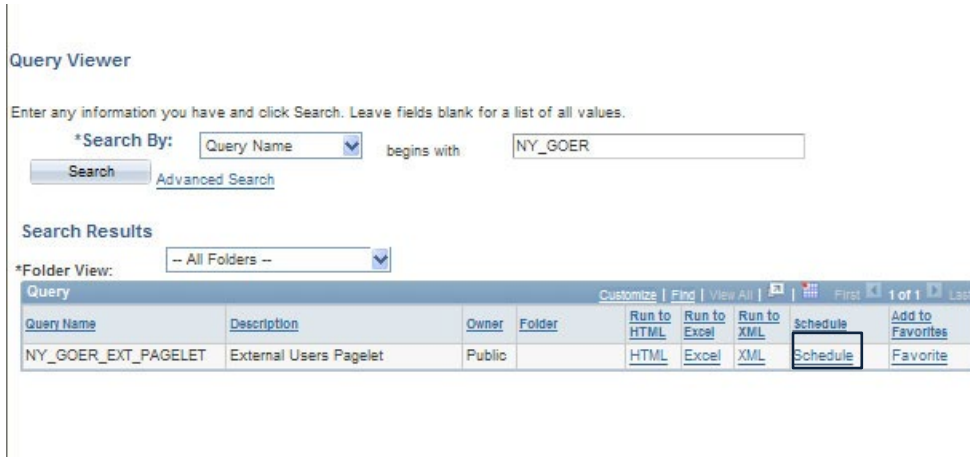 Query Viewer
Enter any information you have and click Search. Leave fields blank for a list of all values.
*Search By: Query Name begins with NY_GOER
Search Advanced Search
Search Results
*Folder View: -- All Folders --
Query Customize | Find | View All | | First 1 of 1 Last
Query Name Description Owner Folder Run to HTML Run to Excel Run to XML Schedule Add to Favorites
NY_GOER_EXT_PAGELET External Users Pagelet Public HTML Excel XML Schedule Favorite